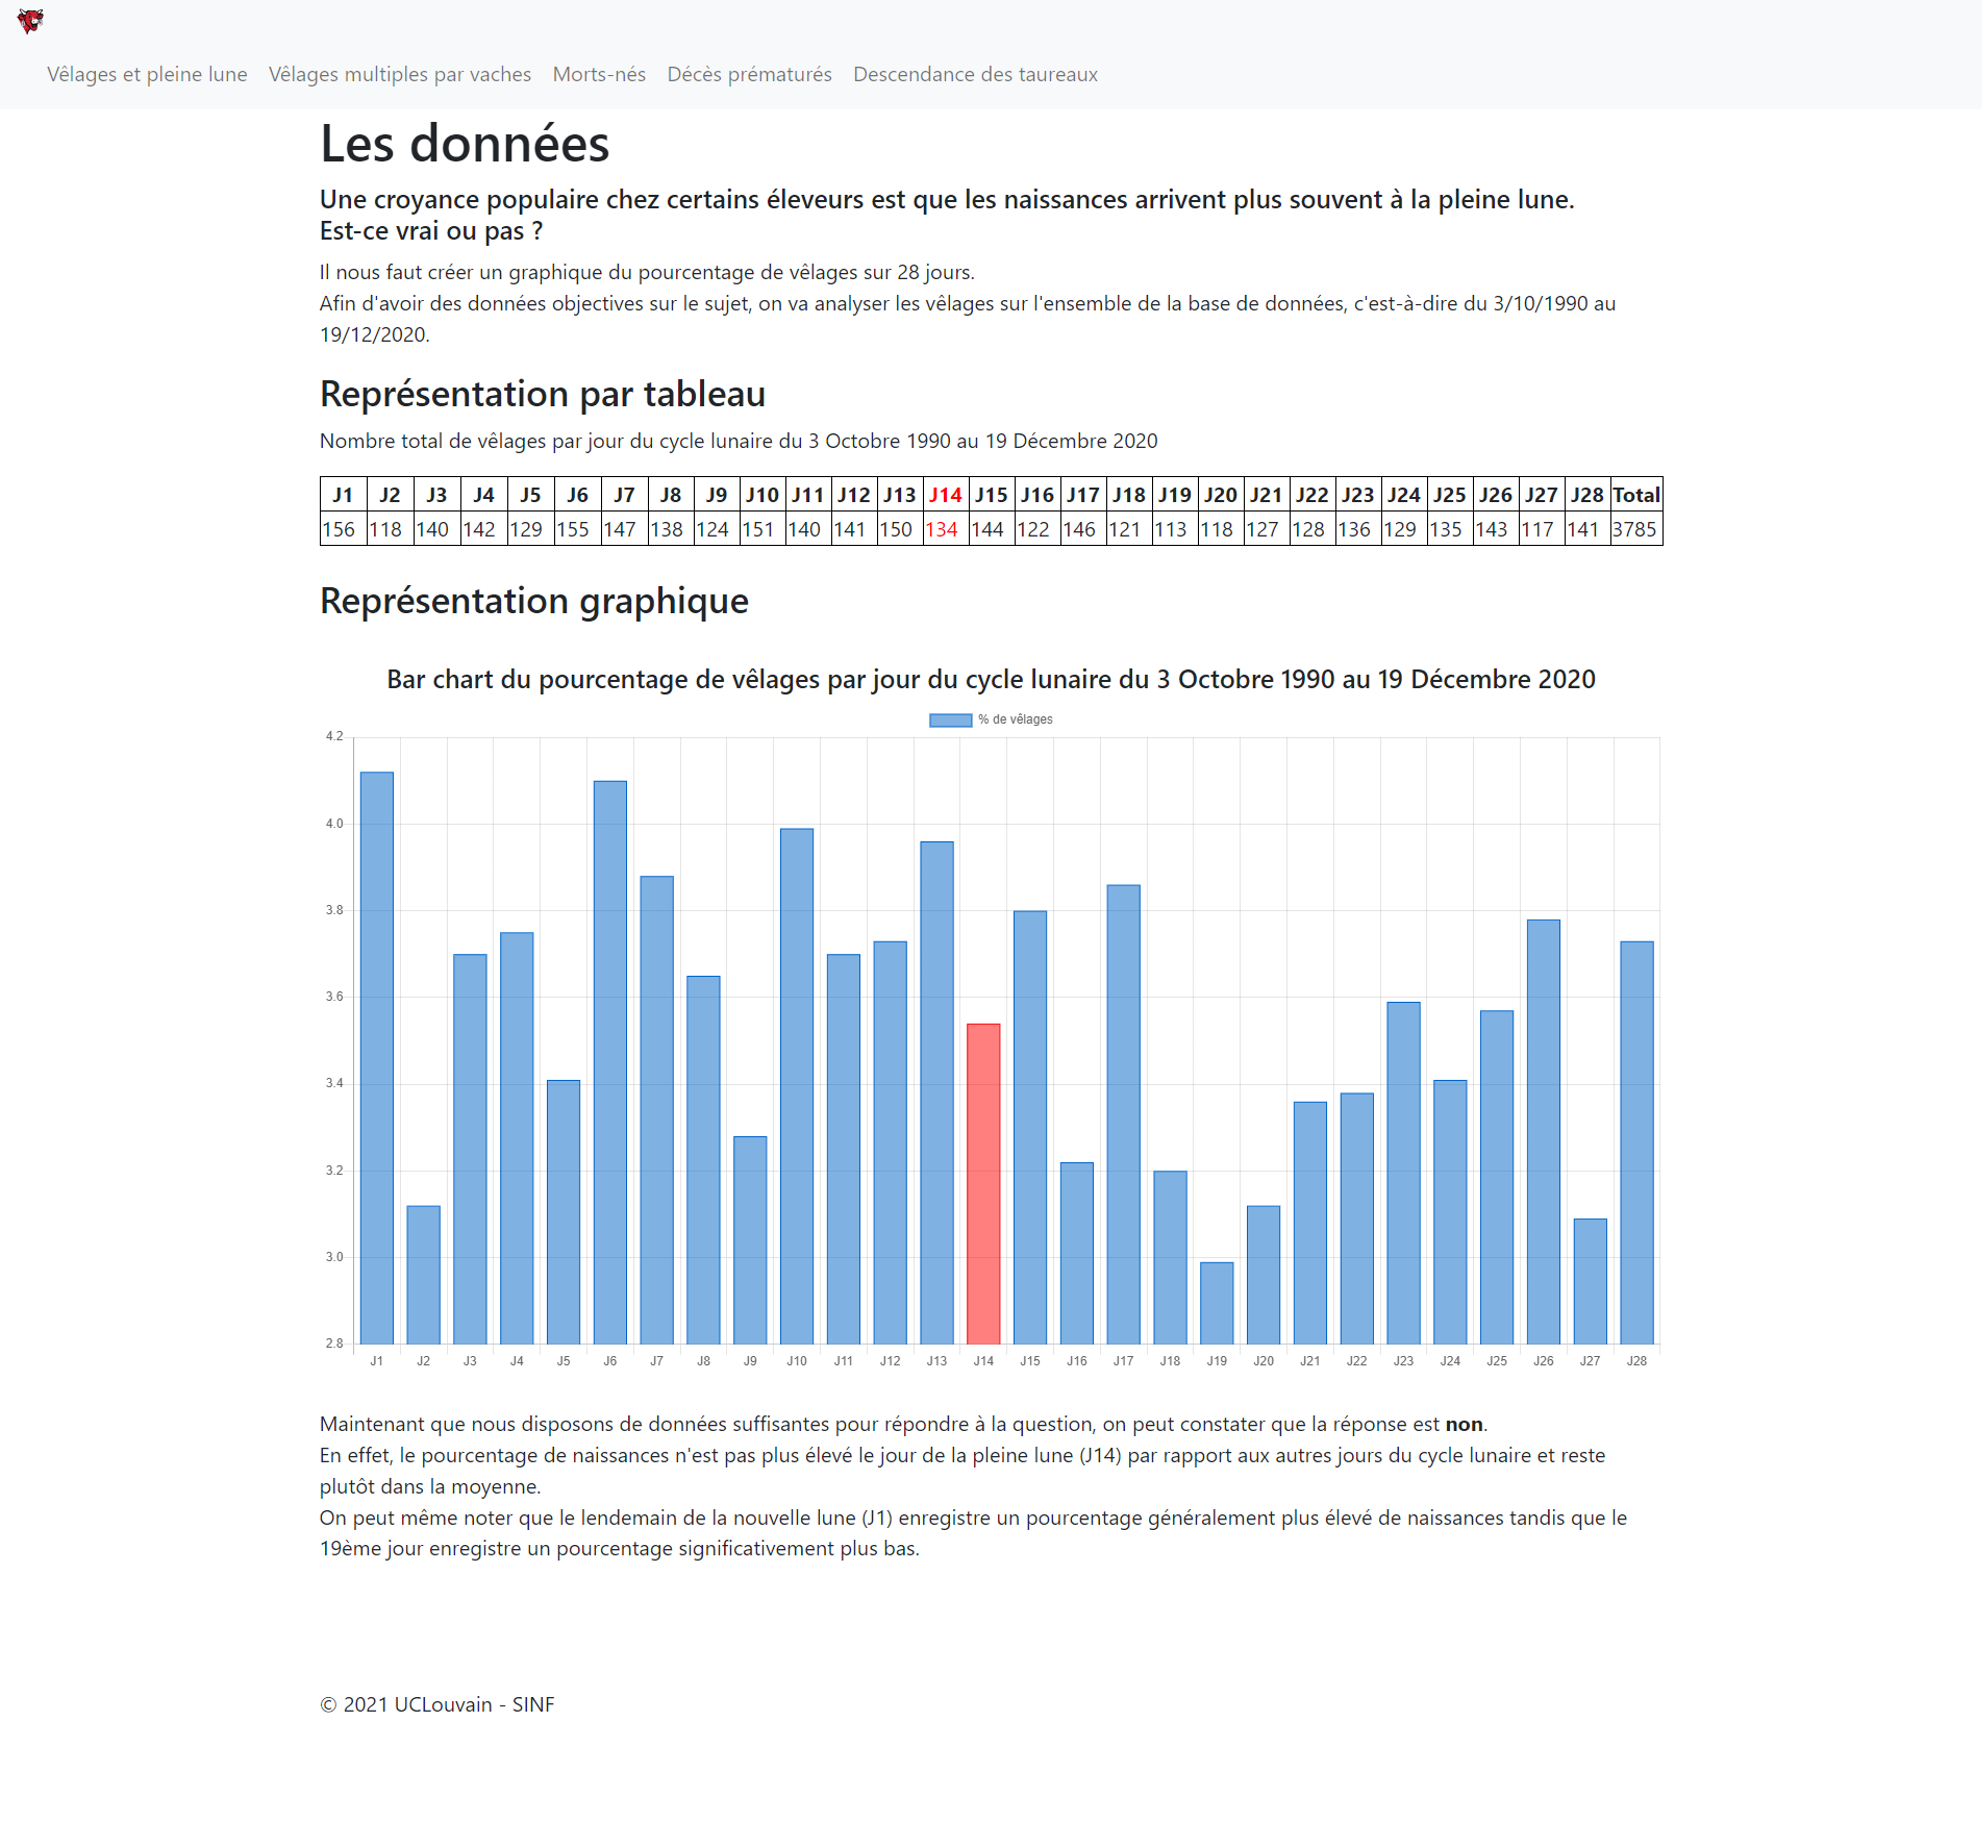 Vêlages et pleine lune Vêlages multiples par vaches Morts-nés Décès prématurés Descendance des taureaux
Les données
Une croyance populaire chez certains éleveurs est que les naissances arrivent plus souvent à la pleine lune.
Est-ce vrai ou pas ?
Il nous faut créer un graphique du pourcentage de vêlages sur 28 jours.
Afin d'avoir des données objectives sur le sujet, on va analyser les vêlages sur l'ensemble de la base de données, c'est-à-dire du 3/10/1990 au
19/12/2020.
Représentation par tableau
Nombre total de vêlages par jour du cycle lunaire du 3 Octobre 1990 au 19 Décembre 2020
J1 J2 J3 J4 J5 J6 J7 J8 J9 J10 J11 J12 J13 J14 J15 J16 J17 J18 J19 J20 J21 J22 J23 J24 J25 J26 J27 J28 Total
156 118 140 142 129 155 147 138 124 151 140 141 150 134 144 122 146 121 113 118 127 128 136 129 135 143 117 141 3785
Représentation graphique
Bar chart du pourcentage de vêlages par jour du cycle lunaire du 3 Octobre 1990 au 19 Décembre 2020
% de vêlages
4.2
4.0
3.8
3.6
3.4
3.2
3.0
2.8
J1 J2 J3 J4 J5 J6 J7 J8 J9 J10 J11 J12 J13 J14 J15 J16 J17 J18 J19 J20 J21 J22 J23 J24 J25 J26 J27 J28
Maintenant que nous disposons de données suffisantes pour répondre à la question, on peut constater que la réponse est non.
En effet, le pourcentage de naissances n'est pas plus élevé le jour de la pleine lune (J14) par rapport aux autres jours du cycle lunaire et reste
plutôt dans la moyenne.
On peut même noter que le lendemain de la nouvelle lune (J1) enregistre un pourcentage généralement plus élevé de naissances tandis que le
19ème jour enregistre un pourcentage significativement plus bas.
© 2021 UCLouvain - SINF